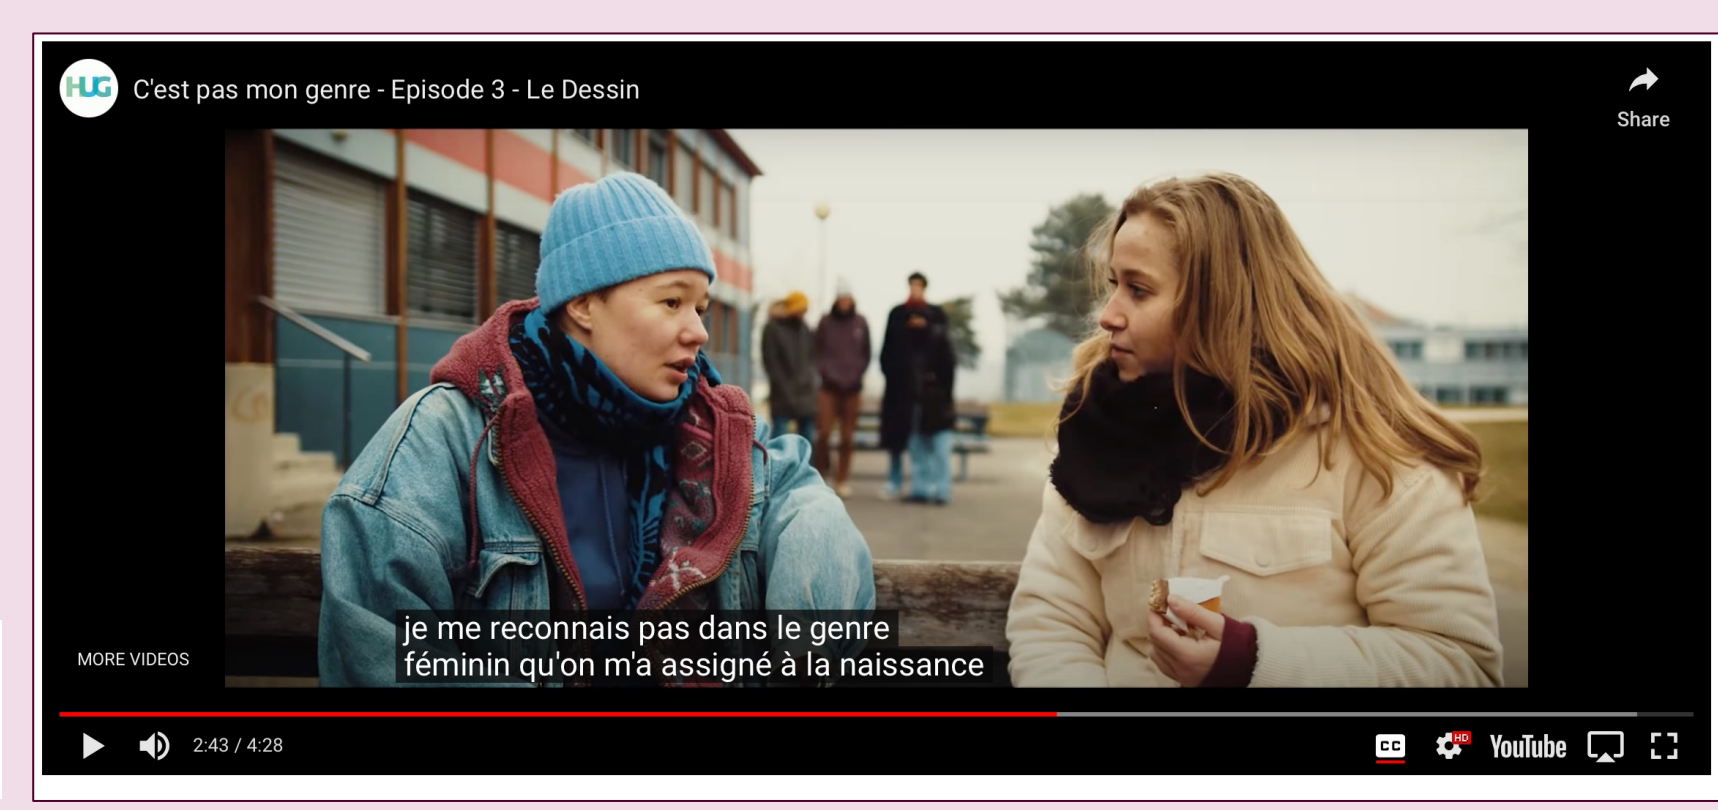 HUG
C'est pas mon genre - Episode 3 - Le Dessin
Share
je me reconnais pas dans le genre
féminin qu'on m'a assigné à la naissance
MORE VIDEOS
2:43 / 4:28
CC
HD
YouTube